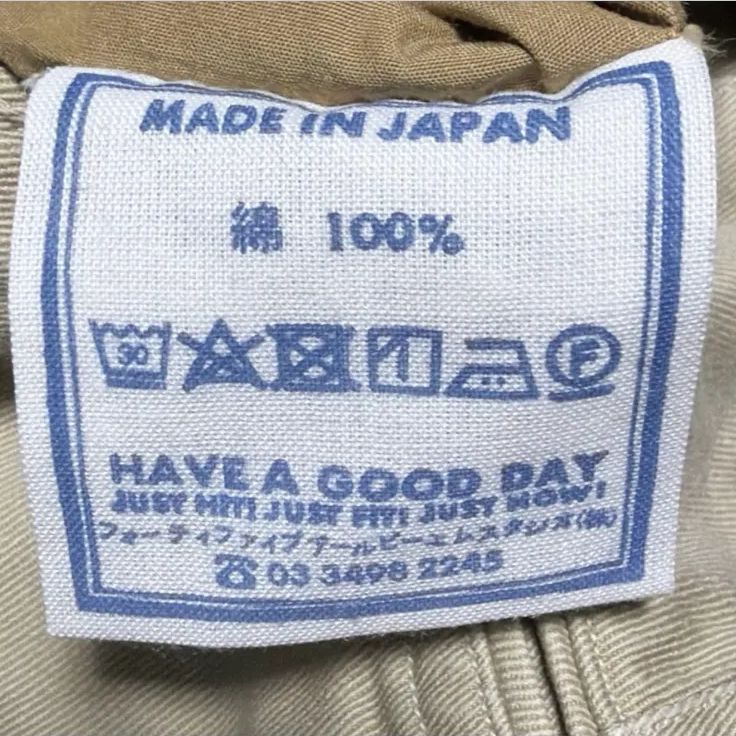 MADE IN JAPAN
綿 100%
30
F
HAVE A GOOD DAY
JUST HIT! JUST FIT! JUST NOW!
フォーティファイブアールピーエムスタジオ(株)
☎03 3498 2245